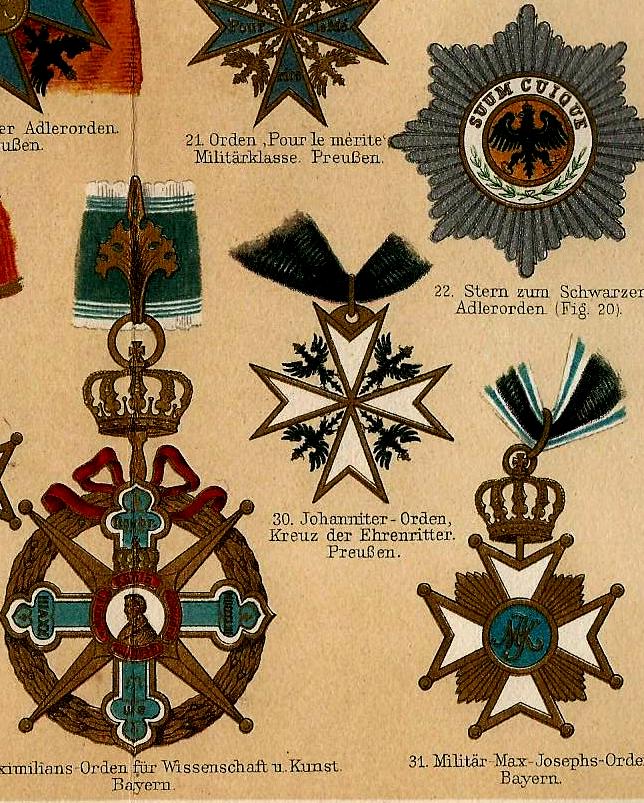 Pour
SUUM CUIQUE
er Adlerorden.
ußen.
21. Orden ‚Pour le mérite‘
Militärklasse. Preußen.
22. Stern zum Schwarzen
Adlerorden. (Fig. 20).
30. Johanniter-Orden,
Kreuz der Ehrenritter.
Preußen.
XXVIII
ximilians-Orden für Wissenschaft u. Kunst.
Bayern.
31. Militär-Max-Josephs-Orde
Bayern.